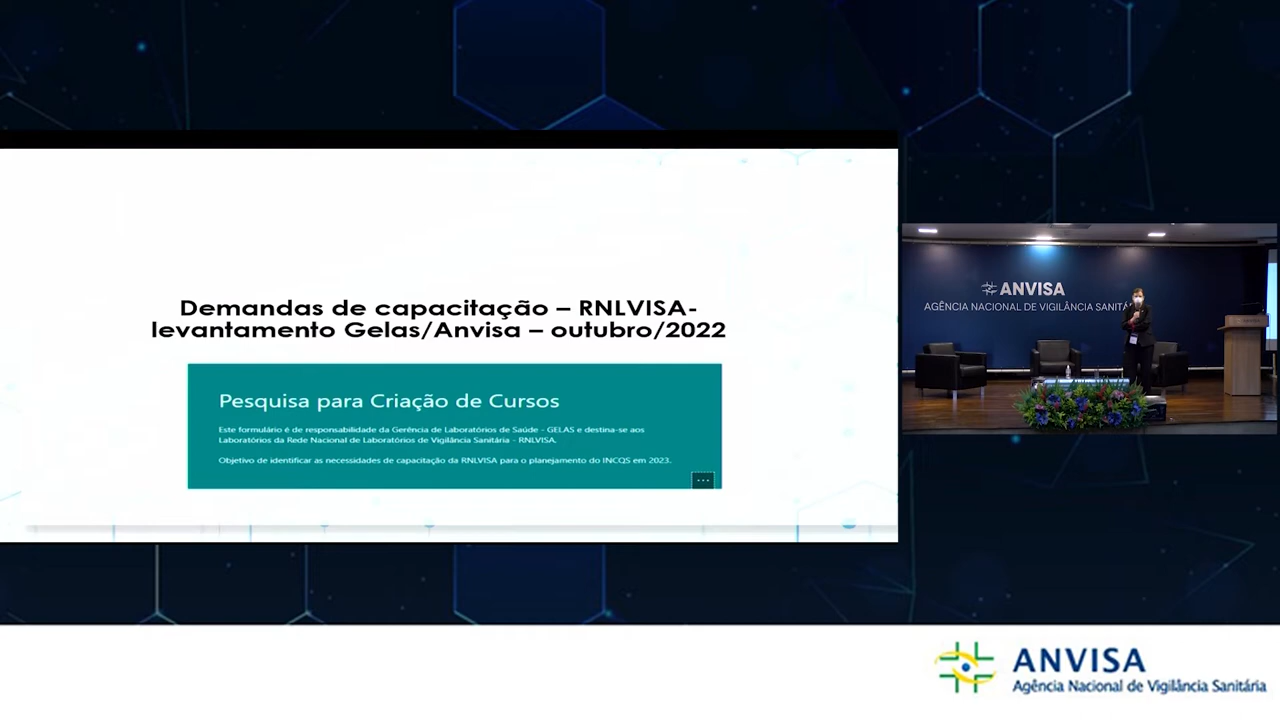 Demandas de capacitação – RNLVISA-
levantamento Gelas/Anvisa – outubro/2022
Pesquisa para Criação de Cursos
Este formulário é de responsabilidade da Gerência de Laboratórios de Saúde - GELAS e destina-se aos
Laboratórios da Rede Nacional de Laboratórios de Vigilância Sanitária - RNLVISA.
Objetivo de identificar as necessidades de capacitação da RNLVISA para o planejamento do INCQS em 2023.
ANVISA
AGÊNCIA NACIONAL DE VIGILÂNCIA SANITÁ
ANVISA
Agência Nacional de Vigilância Sanitária